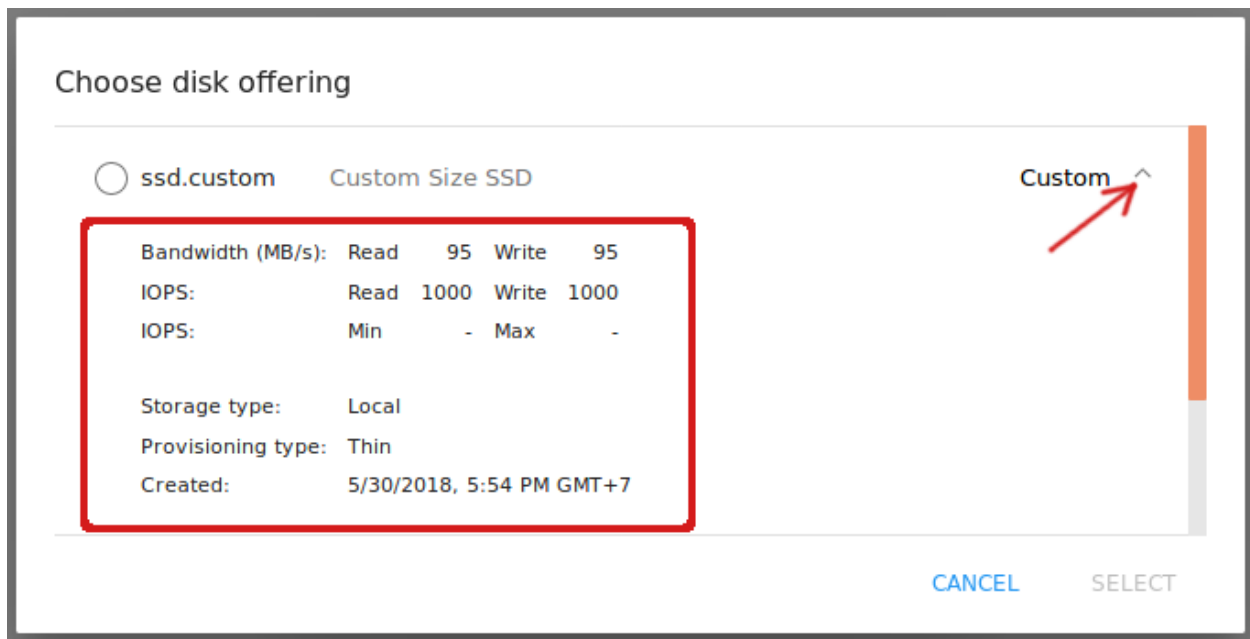 Choose disk offering
ssd.custom Custom Size SSD Custom
Bandwidth (MB/s): Read 95 Write 95
IOPS: Read 1000 Write 1000
IOPS: Min - Max -
Storage type: Local
Provisioning type: Thin
Created: 5/30/2018, 5:54 PM GMT+7
CANCEL SELECT